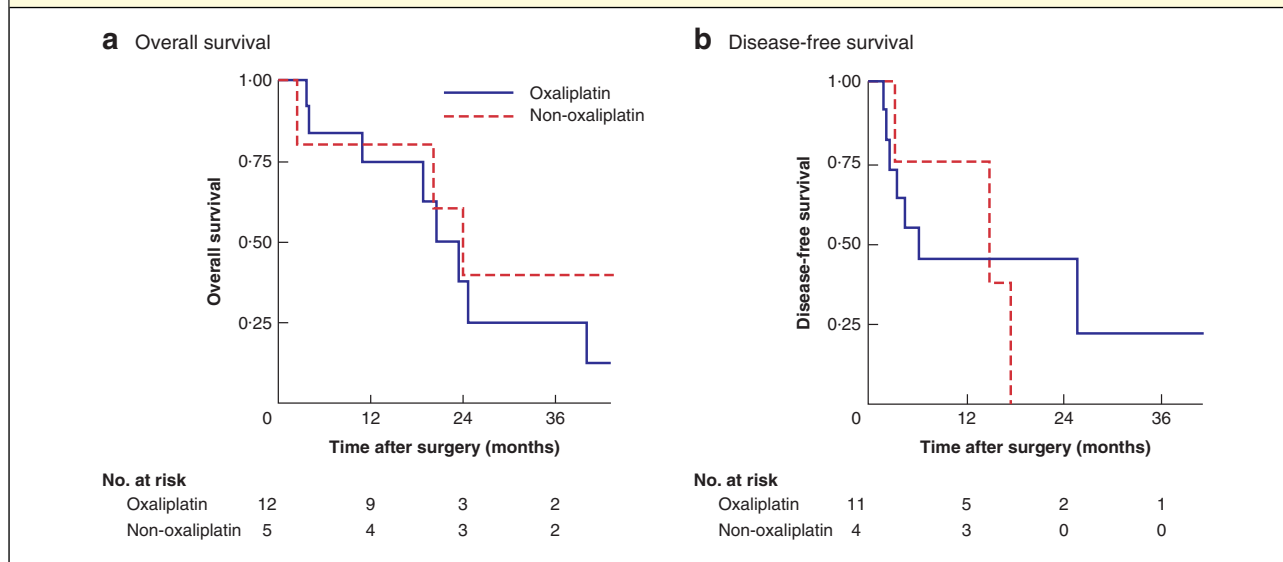 a Overall survival
1·00
0·75
0·50
0·25
0
12
24
36
Overall survival
Time after surgery (months)
Oxaliplatin
Non-oxaliplatin
No. at risk
Oxaliplatin 12 9 3 2
Non-oxaliplatin 5 4 3 2
b Disease-free survival
1·00
0·75
0·50
0·25
0
12
24
36
Disease-free survival
Time after surgery (months)
No. at risk
Oxaliplatin 11 5 2 1
Non-oxaliplatin 4 3 0 0